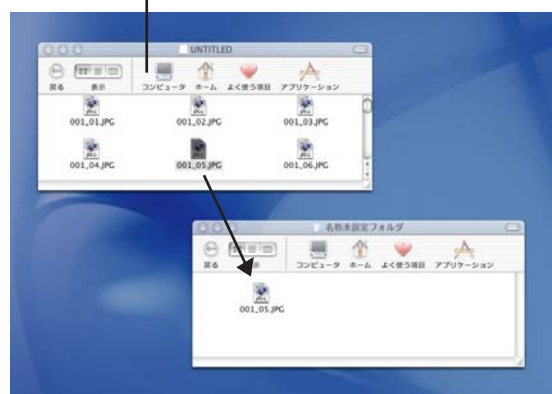 UNTITLED
戻る 表示 コンピュータ ホーム よく使う項目 アプリケーション
001_01.JPG 001_02.JPG 001_03.JPG
001_04.JPG 001_05.JPG 001_06.JPG
名称未設定フォルダ
戻る 示 コンピュータ ホーム よく使う項目 アプリケーション
001_05.JPG